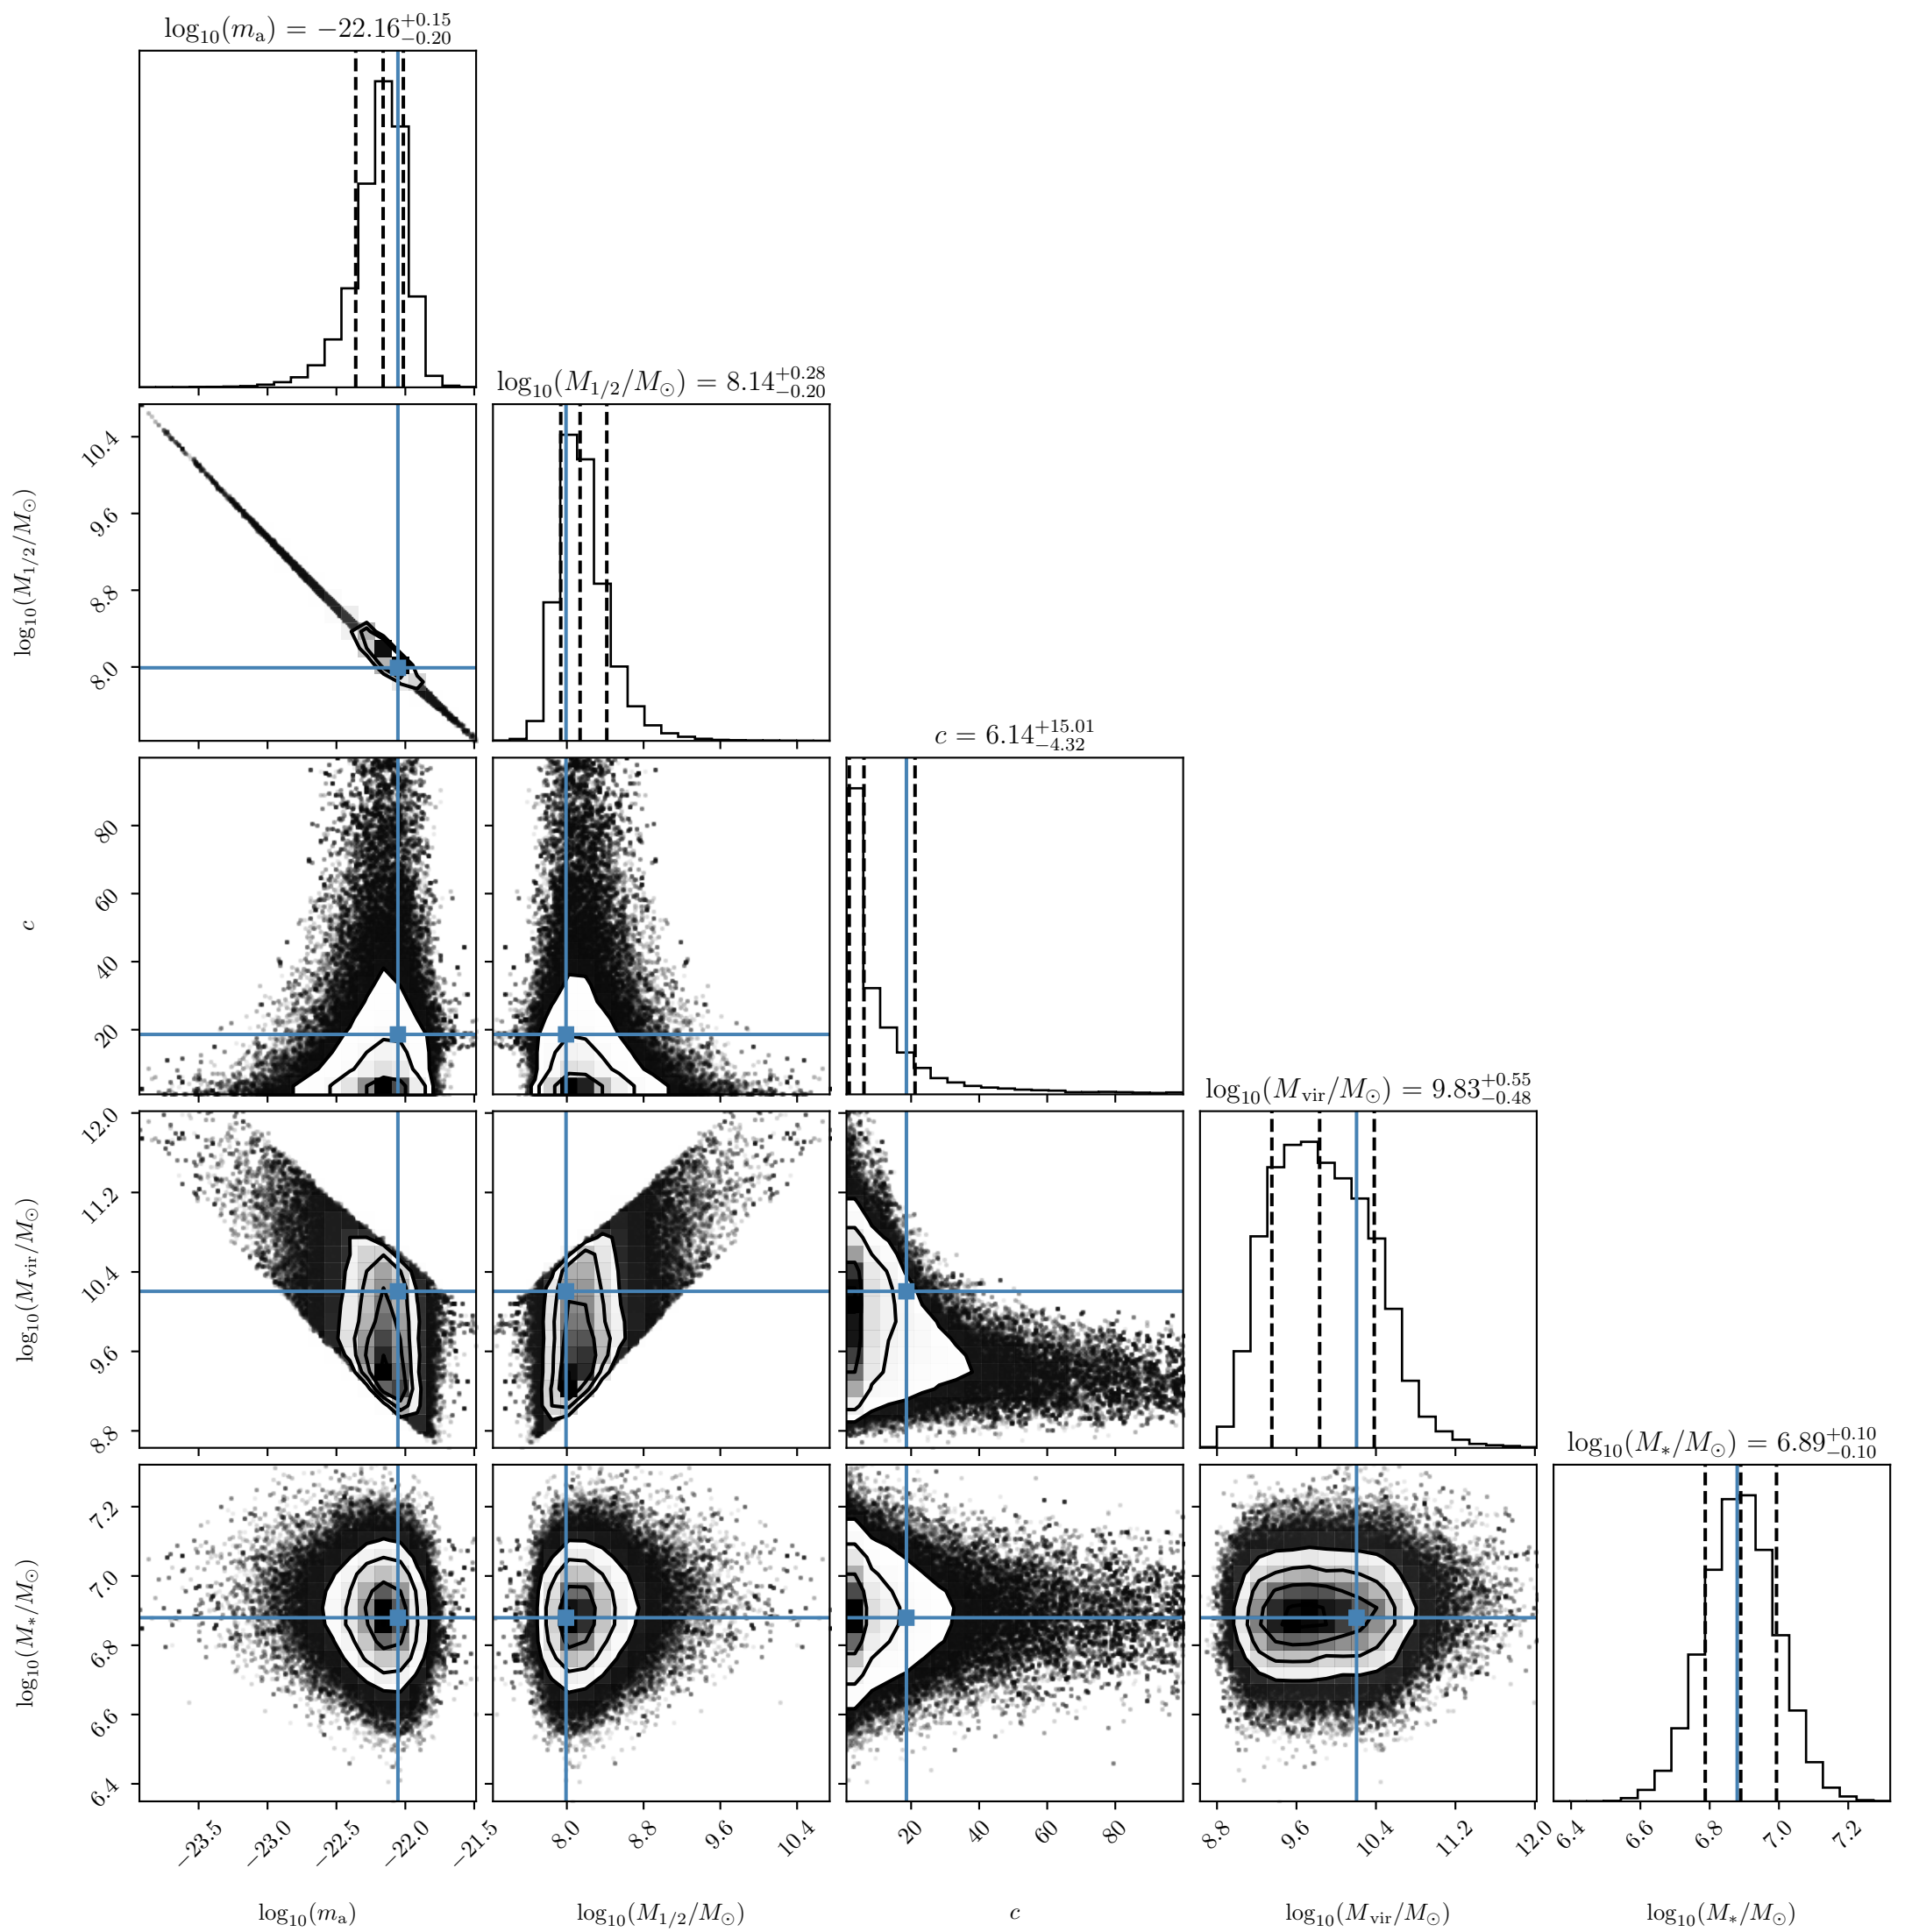 log₁₀(mₐ) = −22.16⁺⁰·¹⁵₋₀.₂₀
log₁₀(M₁/₂/M⊙) = 8.14⁺⁰·²⁸₋₀.₂₀
10.4
9.6
8.8
8.0
log₁₀(M₁/₂/M⊙)
c = 6.14⁺¹⁵·⁰¹₋₄.₃₂
80
60
40
20
c
log₁₀(M_vir/M⊙) = 9.83⁺⁰·⁵⁵₋₀.₄₈
12.0
11.2
10.4
9.6
8.8
log₁₀(M_vir/M⊙)
log₁₀(M_*/M⊙) = 6.89⁺⁰·¹⁰₋₀.₁₀
7.2
7.0
6.8
6.6
6.4
log₁₀(M_*/M⊙)
−23.5 −23.0 −22.5 −22.0 −21.5 8.0 8.8 9.6 10.4 20 40 60 80 8.8 9.6 10.4 11.2 12.0 6.4 6.6 6.8 7.0 7.2
log₁₀(mₐ) log₁₀(M₁/₂/M⊙) c log₁₀(M_vir/M⊙) log₁₀(M_*/M⊙)